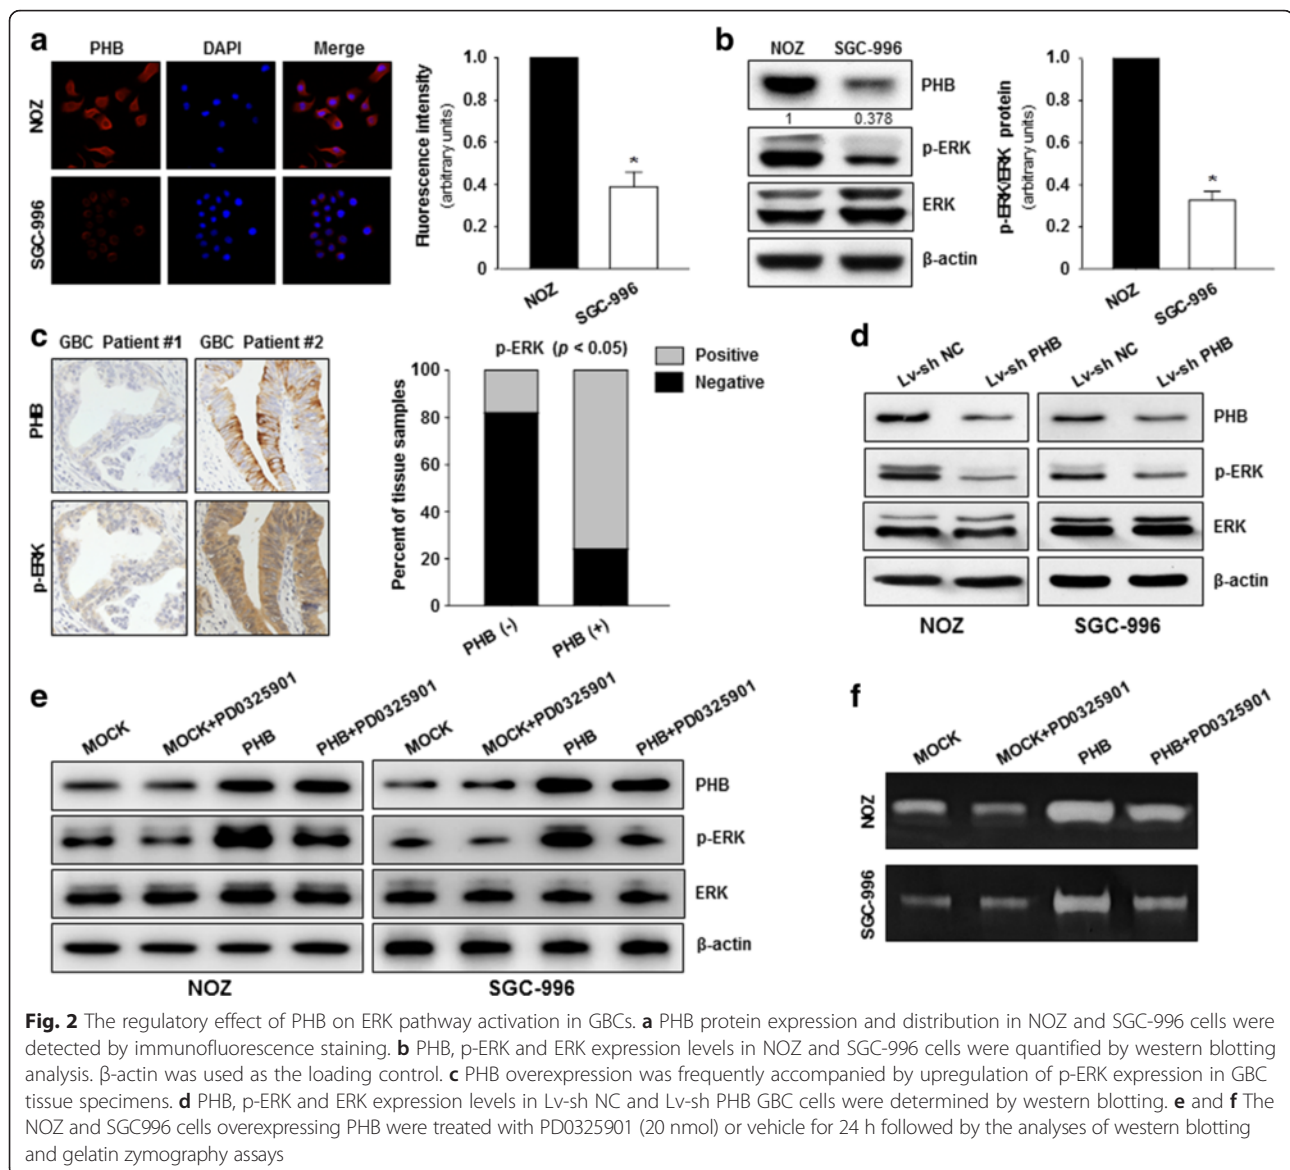 a
PHB DAPI Merge
NOZ
SGC-996
Fluorescence intensity
(arbitrary units)
1.0
0.8
0.6
0.4
0.2
0
*
NOZ
SGC-996
b
NOZ SGC-996
PHB
1 0.378
p-ERK
ERK
β-actin
p-ERK/ERK protein
(arbitrary units)
1.0
0.8
0.6
0.4
0.2
0
*
NOZ
SGC-996
c
GBC Patient #1 GBC Patient #2
PHB
p-ERK
p-ERK (p < 0.05)
Positive
Negative
Percent of tissue samples
100
80
60
40
20
0
PHB (-)
PHB (+)
d
Lv-sh NC Lv-sh PHB Lv-sh NC Lv-sh PHB
PHB
p-ERK
ERK
β-actin
NOZ SGC-996
e
MOCK MOCK+PD0325901 PHB PHB+PD0325901 MOCK MOCK+PD0325901 PHB PHB+PD0325901
PHB
p-ERK
ERK
β-actin
NOZ SGC-996
f
MOCK MOCK+PD0325901 PHB PHB+PD0325901
NOZ
SGC-996
Fig. 2 The regulatory effect of PHB on ERK pathway activation in GBCs. a PHB protein expression and distribution in NOZ and SGC-996 cells were
detected by immunofluorescence staining. b PHB, p-ERK and ERK expression levels in NOZ and SGC-996 cells were quantified by western blotting
analysis. β-actin was used as the loading control. c PHB overexpression was frequently accompanied by upregulation of p-ERK expression in GBC
tissue specimens. d PHB, p-ERK and ERK expression levels in Lv-sh NC and Lv-sh PHB GBC cells were determined by western blotting. e and f The
NOZ and SGC996 cells overexpressing PHB were treated with PD0325901 (20 nmol) or vehicle for 24 h followed by the analyses of western blotting
and gelatin zymography assays